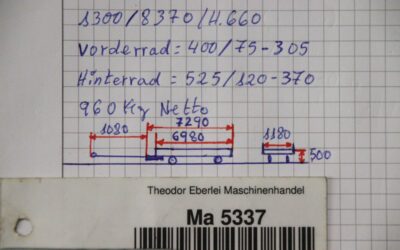 1300/8370/H.660
Vorderrad = 400/75-305
Hinterrad = 525/120-370
960 Kg Netto
7290
1080
6980
1180
500
Theodor Eberlei Maschinenhandel
Ma 5337